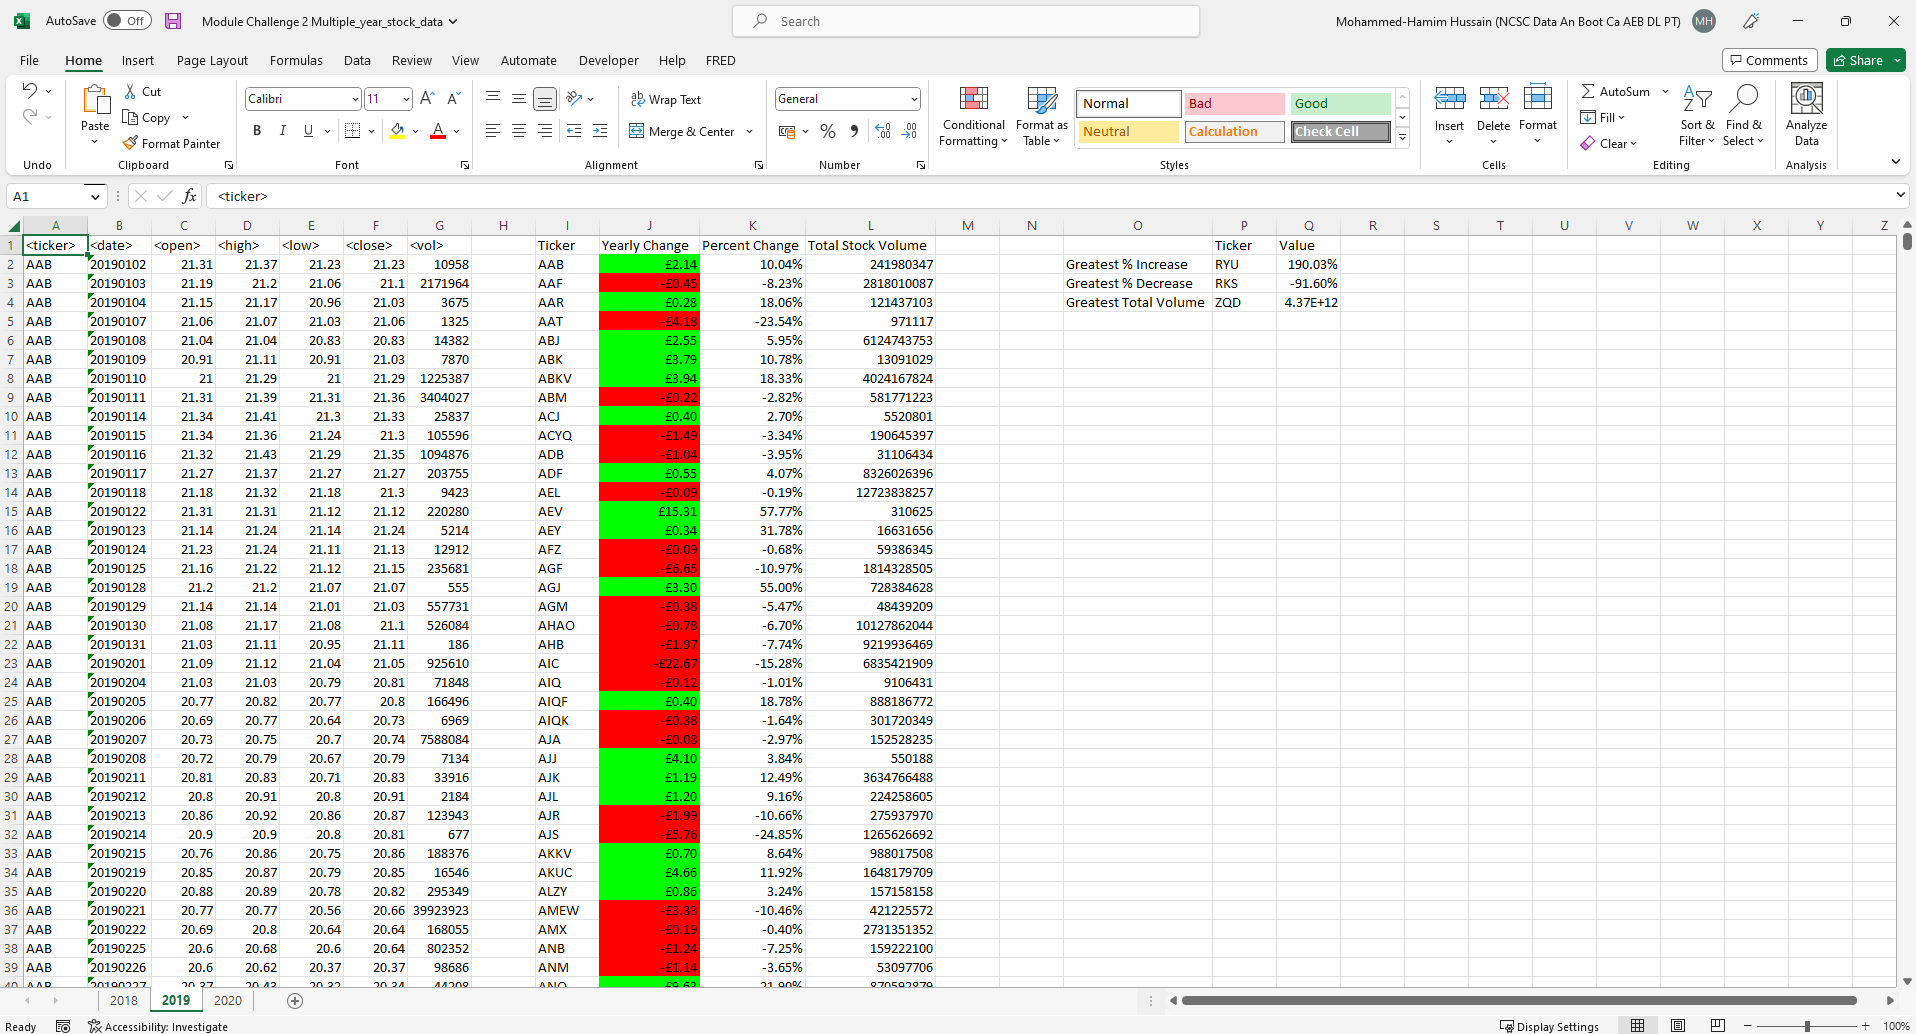 AutoSave Off Module Challenge 2 Multiple_year_stock_data Search Mohammed-Hamim Hussain (NCSC Data An Boot Ca AEB DL PT) MH
File Home Insert Page Layout Formulas Data Review View Automate Developer Help FRED Comments Share
Cut Calibri 11 Wrap Text General Normal Bad Good AutoSum
Paste Copy Conditional Formatting Format as Table Insert Delete Format Fill Sort & Filter Find & Select Analyze Data
Format Painter B I U Merge & Center Neutral Calculation Check Cell Clear
Undo Clipboard Font Alignment Number Styles Cells Editing Analysis
A1 fx <ticker>
A B C D E F G H I J K L M N O P Q R S T U V W X Y Z
1 <ticker> <date> <open> <high> <low> <close> <vol> Ticker Yearly Change Percent Change Total Stock Volume Ticker Value
2 AAB 20190102 21.31 21.37 21.23 21.23 10958 AAB £2.14 10.04% 241980347 Greatest % Increase RYU 190.03%
3 AAB 20190103 21.19 21.2 21.06 21.1 2171964 AAF -£0.45 -8.23% 2818010087 Greatest % Decrease RKS -91.60%
4 AAB 20190104 21.15 21.17 20.96 21.03 3675 AAR £0.28 18.06% 121437103 Greatest Total Volume ZQD 4.37E+12
5 AAB 20190107 21.06 21.07 21.03 21.06 1325 AAT -£4.18 -23.54% 971117
6 AAB 20190108 21.04 21.04 20.83 20.83 14382 ABJ £2.55 5.95% 6124743753
7 AAB 20190109 20.91 21.11 20.91 21.03 7870 ABK £3.79 10.78% 13091029
8 AAB 20190110 21 21.29 21 21.29 1225387 ABKV £3.94 18.33% 4024167824
9 AAB 20190111 21.31 21.39 21.31 21.36 3404027 ABM -£0.22 -2.82% 581771223
10 AAB 20190114 21.34 21.41 21.3 21.33 25837 ACJ £0.40 2.70% 5520801
11 AAB 20190115 21.34 21.36 21.24 21.3 105596 ACYQ -£1.49 -3.34% 190645397
12 AAB 20190116 21.32 21.43 21.29 21.35 1094876 ADB -£1.04 -3.95% 31106434
13 AAB 20190117 21.27 21.37 21.27 21.27 203755 ADF £0.55 4.07% 8326026396
14 AAB 20190118 21.18 21.32 21.18 21.3 9423 AEL -£0.09 -0.19% 12723838257
15 AAB 20190122 21.31 21.31 21.12 21.12 220280 AEV £15.31 57.77% 310625
16 AAB 20190123 21.14 21.24 21.14 21.24 5214 AEY £0.34 31.78% 16631656
17 AAB 20190124 21.23 21.24 21.11 21.13 12912 AFZ -£0.09 -0.68% 59386345
18 AAB 20190125 21.16 21.22 21.12 21.15 235681 AGF -£6.65 -10.97% 1814328505
19 AAB 20190128 21.2 21.2 21.07 21.07 555 AGJ £3.30 55.00% 728384628
20 AAB 20190129 21.14 21.14 21.01 21.03 557731 AGM -£0.38 -5.47% 48439209
21 AAB 20190130 21.08 21.17 21.08 21.1 526084 AHAO -£0.78 -6.70% 10127862044
22 AAB 20190131 21.03 21.11 20.95 21.11 186 AHB -£1.97 -7.74% 9219936469
23 AAB 20190201 21.09 21.12 21.04 21.05 925610 AIC -£22.67 -15.28% 6835421909
24 AAB 20190204 21.03 21.03 20.79 20.81 71848 AIQ -£0.12 -1.01% 9106431
25 AAB 20190205 20.77 20.82 20.77 20.8 166496 AIQF £0.40 18.78% 888186772
26 AAB 20190206 20.69 20.77 20.64 20.73 6969 AIQK -£0.38 -1.64% 301720349
27 AAB 20190207 20.73 20.75 20.7 20.74 7588084 AJA -£0.08 -2.97% 152528235
28 AAB 20190208 20.72 20.79 20.67 20.79 7134 AJJ £4.10 3.84% 550188
29 AAB 20190211 20.81 20.83 20.71 20.83 33916 AJK £1.19 12.49% 3634766488
30 AAB 20190212 20.8 20.91 20.8 20.91 2184 AJL £1.20 9.16% 224258605
31 AAB 20190213 20.86 20.92 20.86 20.87 123943 AJR -£1.99 -10.66% 275937970
32 AAB 20190214 20.9 20.9 20.8 20.81 677 AJS -£5.76 -24.85% 1265626692
33 AAB 20190215 20.76 20.86 20.75 20.86 188376 AKKV £0.70 8.64% 988017508
34 AAB 20190219 20.85 20.87 20.79 20.85 16546 AKUC £4.66 11.92% 1648179709
35 AAB 20190220 20.88 20.89 20.78 20.82 295349 ALZY £0.86 3.24% 157158158
36 AAB 20190221 20.77 20.77 20.56 20.66 39923923 AMEW -£3.33 -10.46% 421225572
37 AAB 20190222 20.69 20.8 20.64 20.64 168055 AMX -£0.19 -0.40% 2731351352
38 AAB 20190225 20.6 20.68 20.6 20.64 802352 ANB -£1.24 -7.25% 159222100
39 AAB 20190226 20.6 20.62 20.37 20.37 98686 ANM -£1.14 -3.65% 53097706
2018 2019 2020
Ready Accessibility: Investigate Display Settings 100%